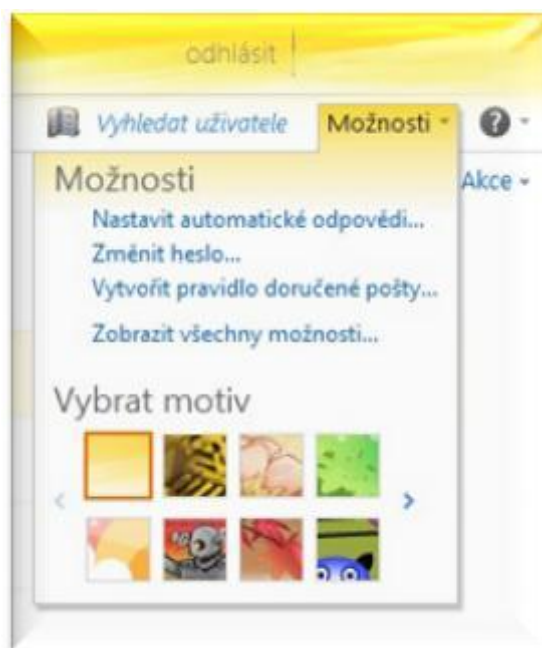 odhlásit
Vyhledat uživatele Možnosti ?
Možnosti Akce
Nastavit automatické odpovědi...
Změnit heslo...
Vytvořit pravidlo doručené pošty...
Zobrazit všechny možnosti...
Vybrat motiv